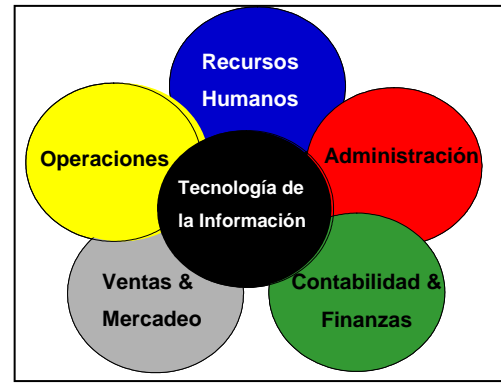 Recursos
Humanos
Operaciones
Administración
Tecnología de
la Información
Ventas &
Mercadeo
Contabilidad &
Finanzas